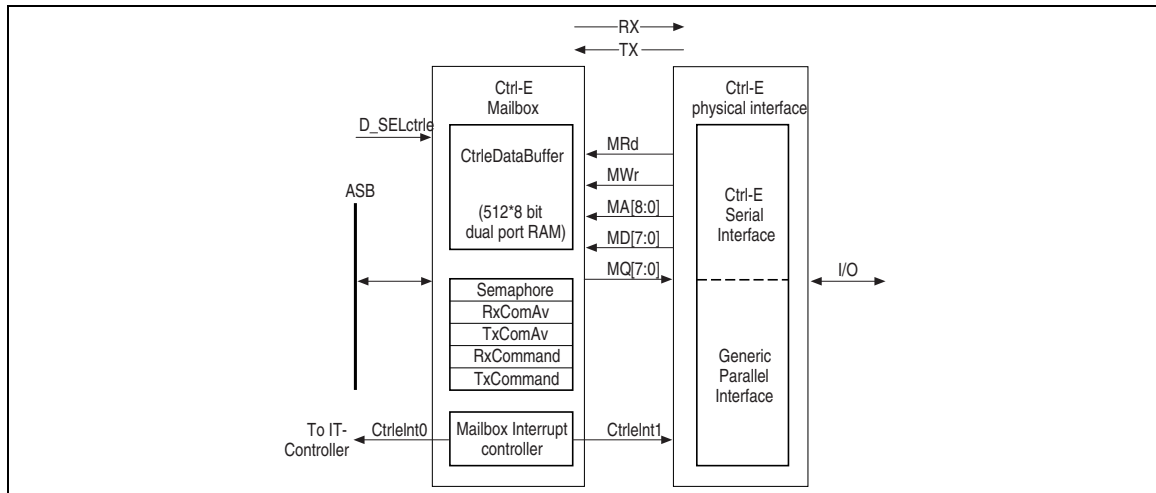 RX
TX
Ctrl-E
Mailbox
Ctrl-E
physical interface
D_SELctrle
CtrleDataBuffer
(512*8 bit
dual port RAM)
MRd
MWr
MA[8:0]
MD[7:0]
MQ[7:0]
Ctrl-E
Serial
Interface
ASB
I/O
Semaphore
RxComAv
TxComAv
RxCommand
TxCommand
Generic
Parallel
Interface
To IT-
Controller
CtrleInt0
Mailbox Interrupt
controller
CtrleInt1